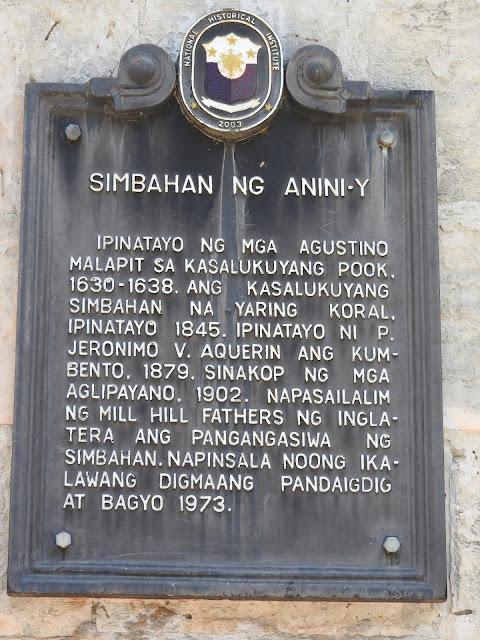 NATIONAL HISTORICAL INSTITUTE
2003
SIMBAHAN NG ANINI-Y
IPINATAYO NG MGA AGUSTINO
MALAPIT SA KASALUKUYANG POOK,
1630-1638. ANG KASALUKUYANG
SIMBAHAN NA YARING KORAL,
IPINATAYO 1845. IPINATAYO NI P.
JERONIMO V. AQUERIN ANG KUM-
BENTO, 1879. SINAKOP NG MGA
AGLIPAYANO, 1902. NAPASAILALIM
NG MILL HILL FATHERS NG INGLA-
TERA ANG PANGANGASIWA NG
SIMBAHAN. NAPINSALA NOONG IKA-
LAWANG DIGMAANG PANDAIGDIG
AT BAGYO 1973.